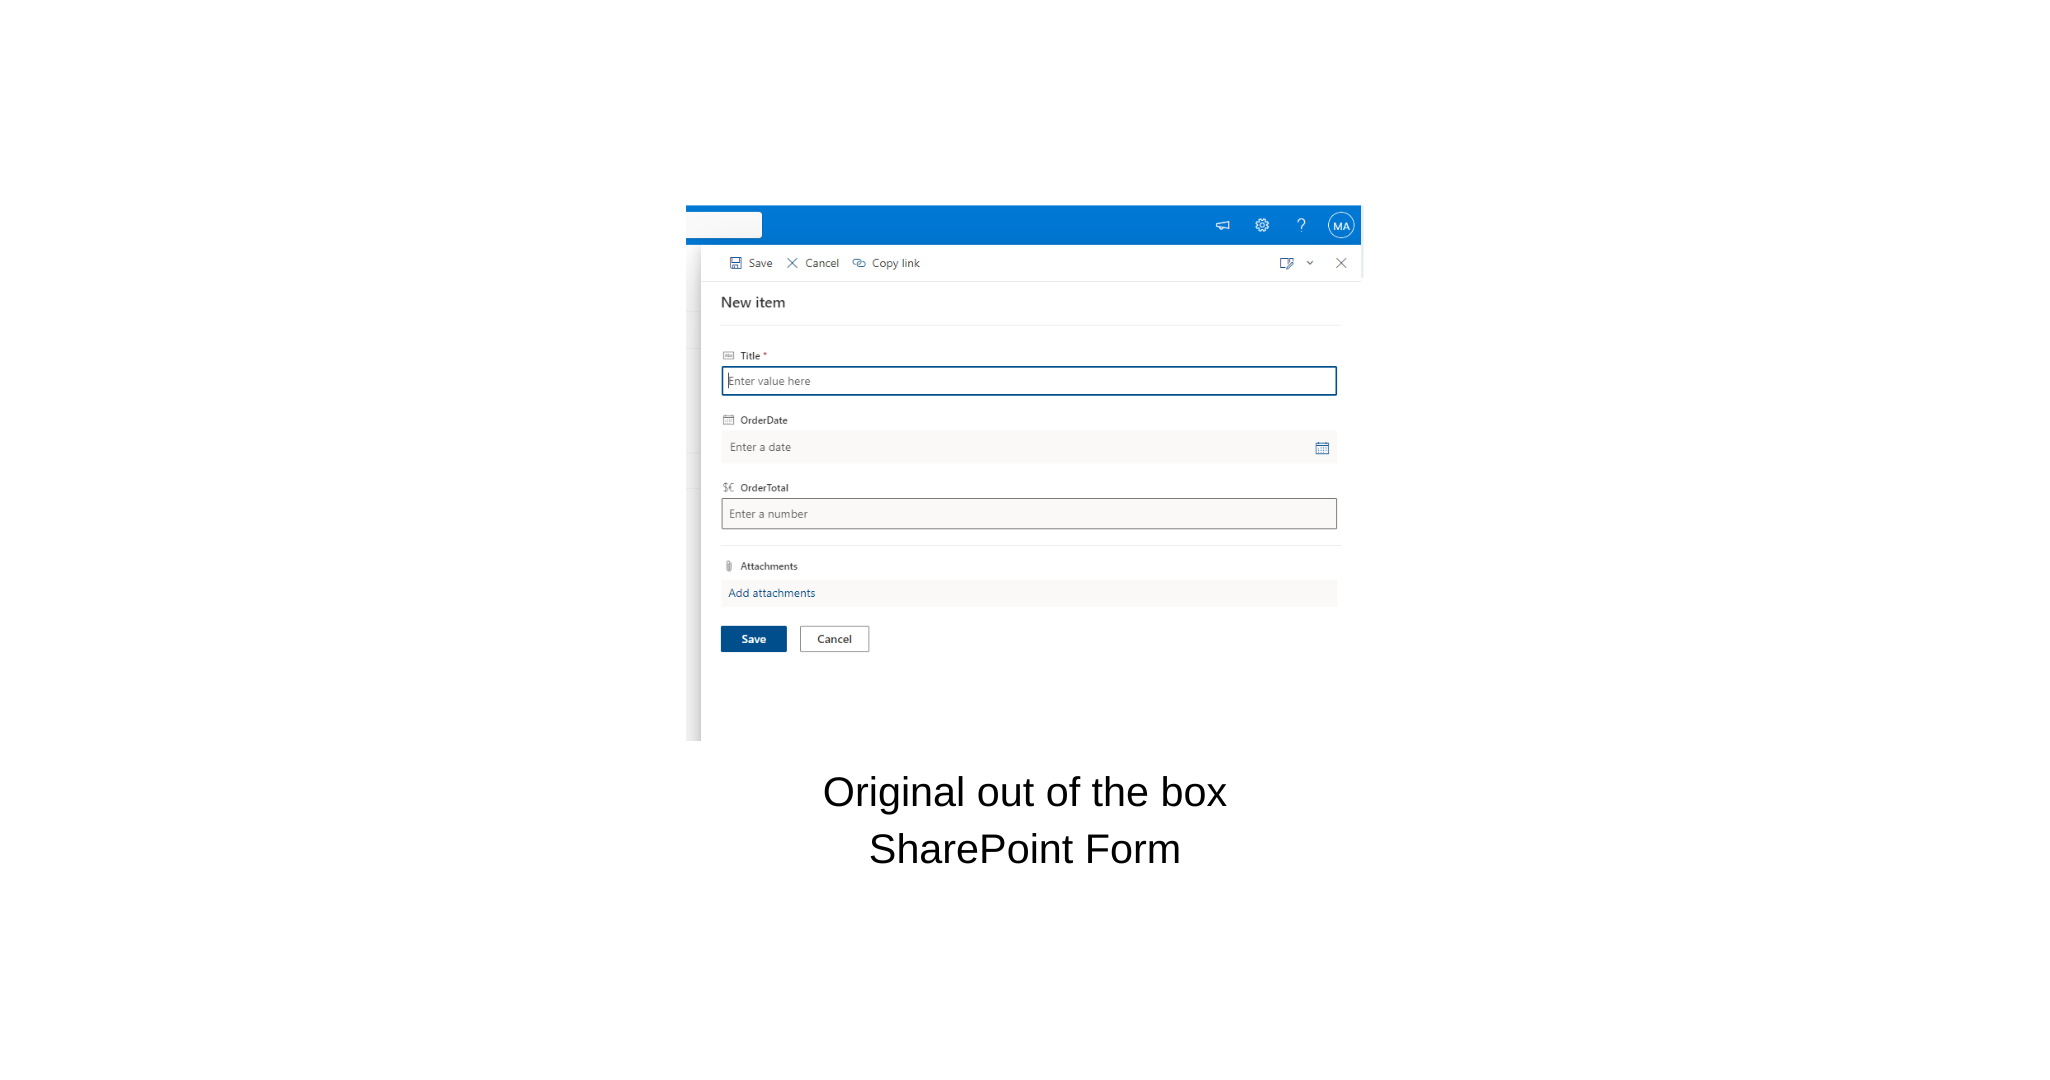 MA
Save Cancel Copy link
New item
Title *
Enter value here
OrderDate
Enter a date
$€ OrderTotal
Enter a number
Attachments
Add attachments
Save Cancel
Original out of the box
SharePoint Form